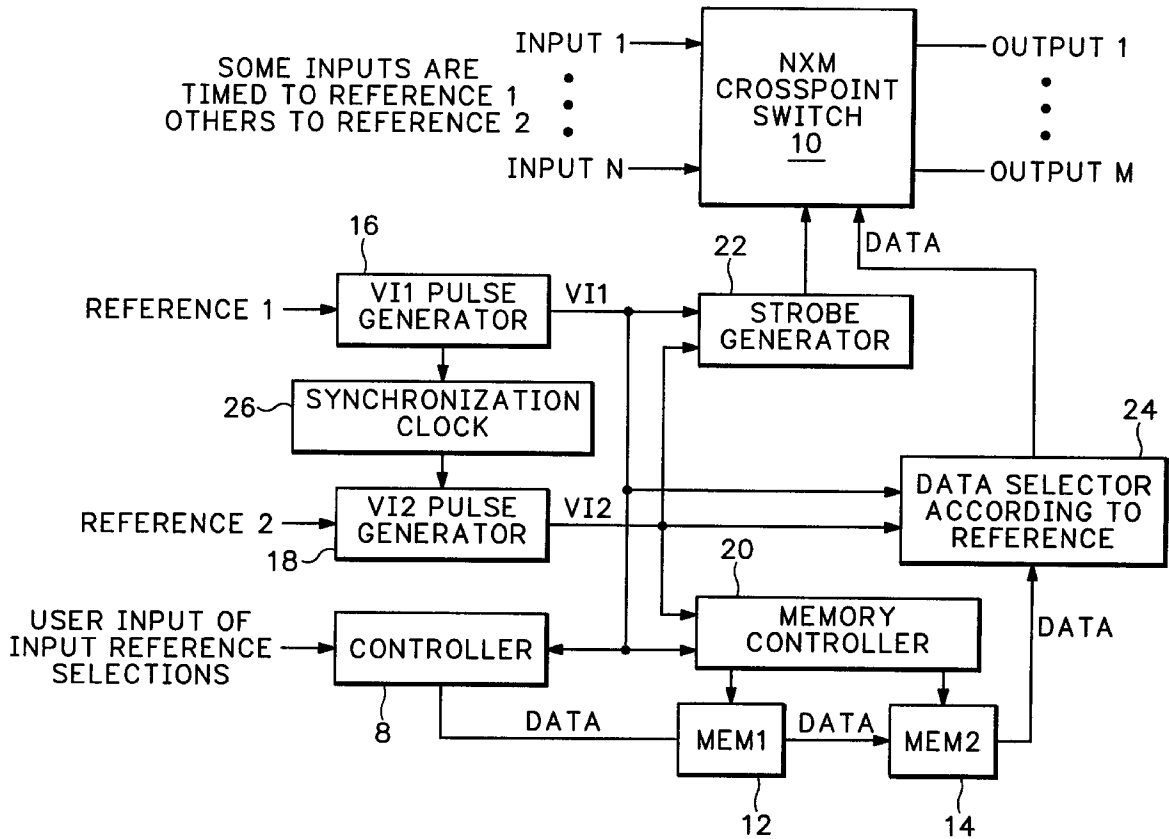 INPUT 1
SOME INPUTS ARE
TIMED TO REFERENCE 1
OTHERS TO REFERENCE 2
INPUT N
NXM
CROSSPOINT
SWITCH
10
OUTPUT 1
OUTPUT M
DATA
16
REFERENCE 1
VI1 PULSE
GENERATOR
VI1
22
STROBE
GENERATOR
26
SYNCHRONIZATION
CLOCK
24
DATA SELECTOR
ACCORDING TO
REFERENCE
REFERENCE 2
VI2 PULSE
GENERATOR
VI2
18
20
MEMORY
CONTROLLER
DATA
USER INPUT OF
INPUT REFERENCE
SELECTIONS
CONTROLLER
8
DATA
MEM1
DATA
MEM2
12
14